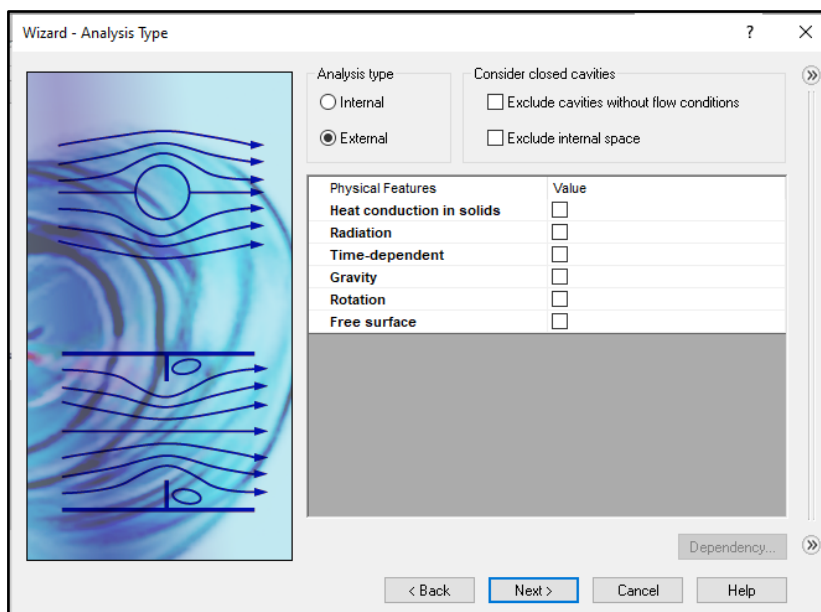 Wizard - Analysis Type
?
Analysis type
Internal
External
Consider closed cavities
Exclude cavities without flow conditions
Exclude internal space
Physical Features Value
Heat conduction in solids
Radiation
Time-dependent
Gravity
Rotation
Free surface
Dependency...
< Back Next > Cancel Help